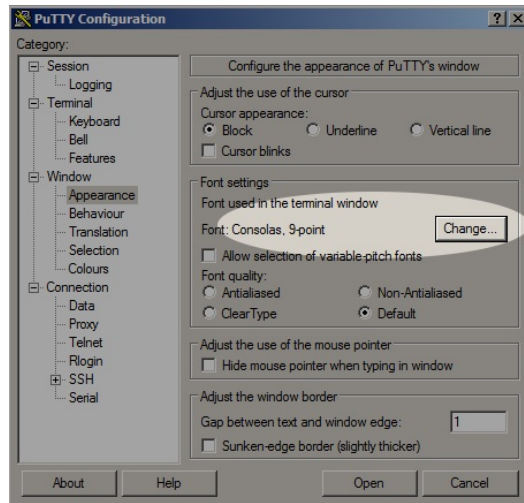 PuTTY Configuration
Category:
Session
Logging
Terminal
Keyboard
Bell
Features
Window
Appearance
Behaviour
Translation
Selection
Colours
Connection
Data
Proxy
Telnet
Rlogin
SSH
Serial
Configure the appearance of PuTTY's window
Adjust the use of the cursor
Cursor appearance:
Block Underline Vertical line
Cursor blinks
Font settings
Font used in the terminal window
Font: Consolas, 9-point Change...
Allow selection of variable-pitch fonts
Font quality:
Antialiased Non-Antialiased
ClearType Default
Adjust the use of the mouse pointer
Hide mouse pointer when typing in window
Adjust the window border
Gap between text and window edge: 1
Sunken-edge border (slightly thicker)
About Help Open Cancel